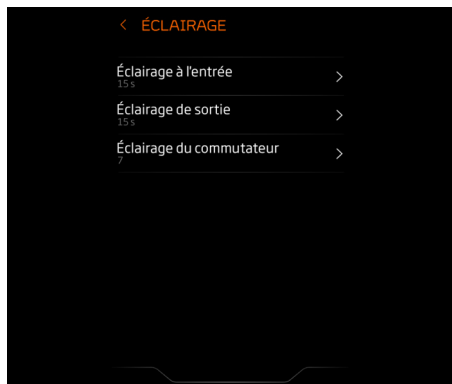 ÉCLAIRAGE
Éclairage à l'entrée
15 s
Éclairage de sortie
15 s
Éclairage du commutateur
7